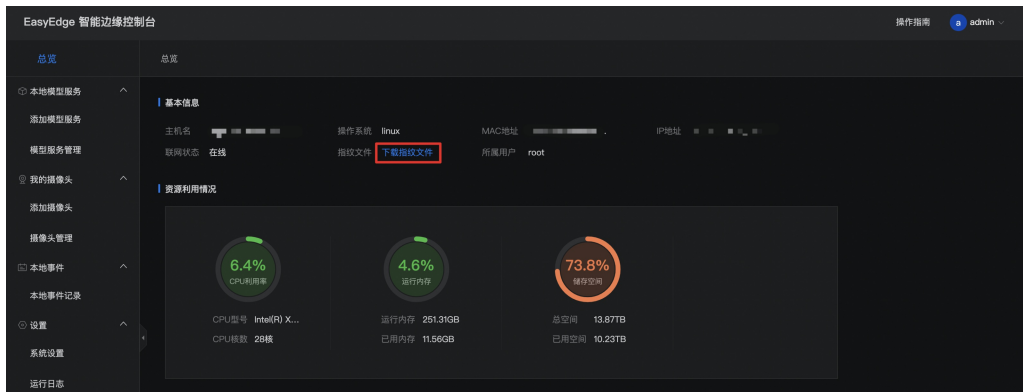 EasyEdge 智能边缘控制台
操作指南
a admin
总览
总览
本地模型服务
添加模型服务
模型服务管理
我的摄像头
添加摄像头
摄像头管理
本地事件
本地事件记录
设置
系统设置
运行日志
基本信息
主机名 操作系统 linux MAC地址 IP地址
联网状态 在线 指纹文件 下载指纹文件 所属用户 root
资源利用情况
6.4%
CPU利用率
CPU型号 Intel(R) X...
CPU核数 28核
4.6%
运行内存
运行内存 251.31GB
已用内存 11.56GB
73.8%
储存空间
总空间 13.87TB
已用空间 10.23TB